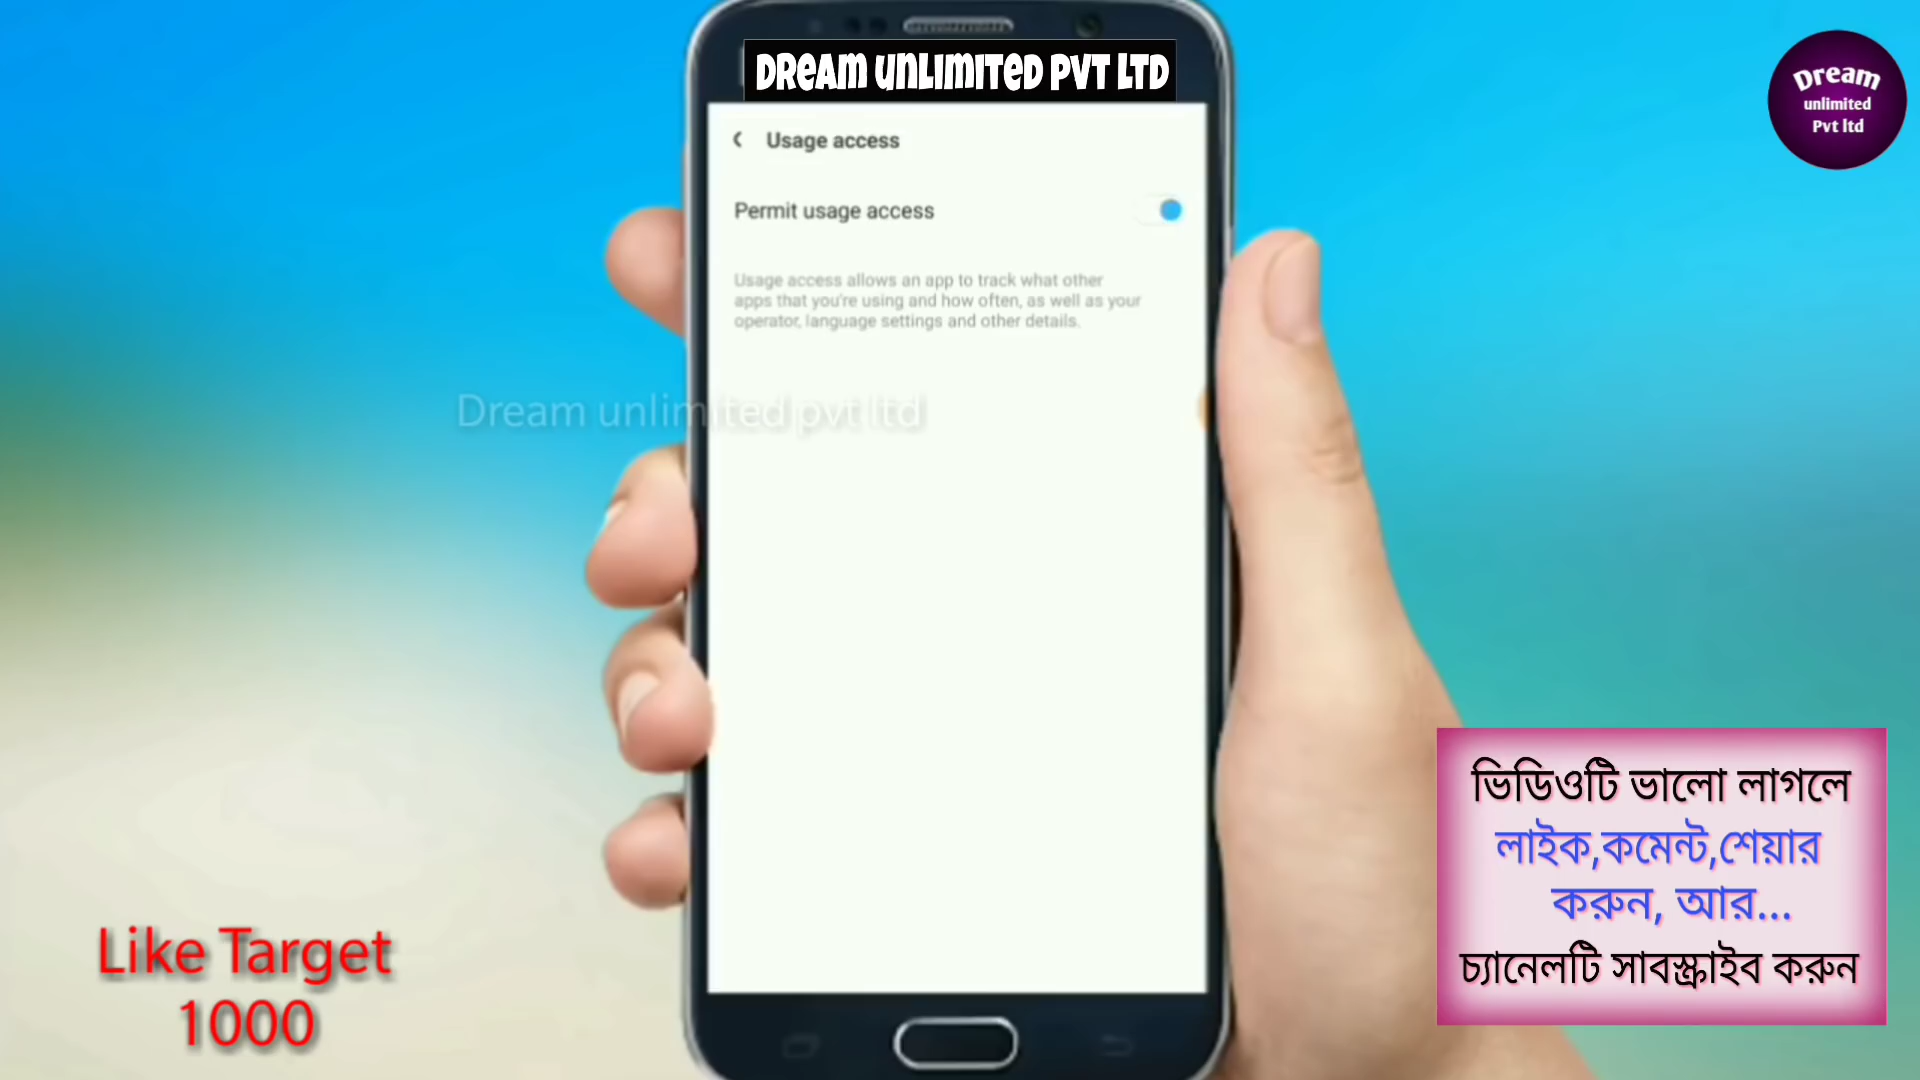 DREAM UNLIMITED PVT LTD
Dream
unlimited
Pvt ltd
Usage access
Permit usage access
Usage access allows an app to track what other
apps that you're using and how often, as well as your
operator, language settings and other details.
Dream unlimited pvt ltd
ভিডিওটি ভালো লাগলে
লাইক,কমেন্ট,শেয়ার
করুন, আর...
চ্যানেলটি সাবস্ক্রাইব করুন
Like Target
1000